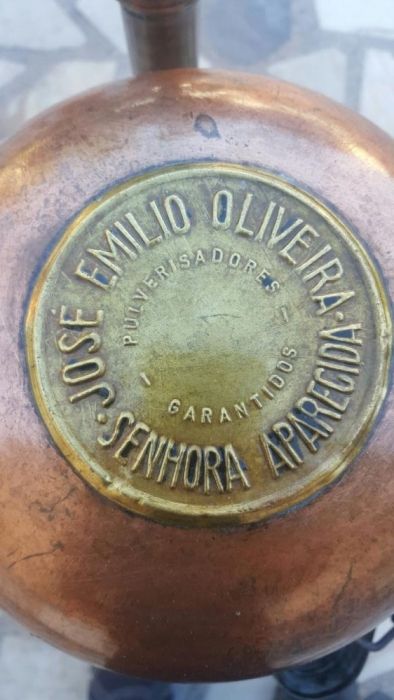 JOSÉ EMILIO OLIVEIRA · SENHORA APARECIDA ·
PULVERISADORES
GARANTIDOS